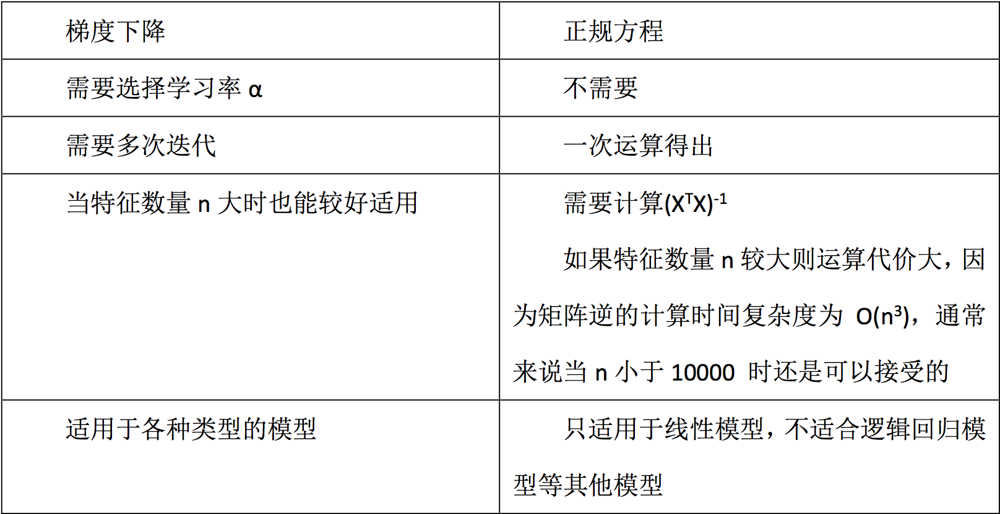 梯度下降
正规方程
需要选择学习率 α
不需要
需要多次迭代
一次运算得出
当特征数量 n 大时也能较好适用
需要计算(XᵀX)⁻¹
如果特征数量 n 较大则运算代价大，因
为矩阵逆的计算时间复杂度为 O(n³)，通常
来说当 n 小于 10000 时还是可以接受的
适用于各种类型的模型
只适用于线性模型，不适合逻辑回归模
型等其他模型